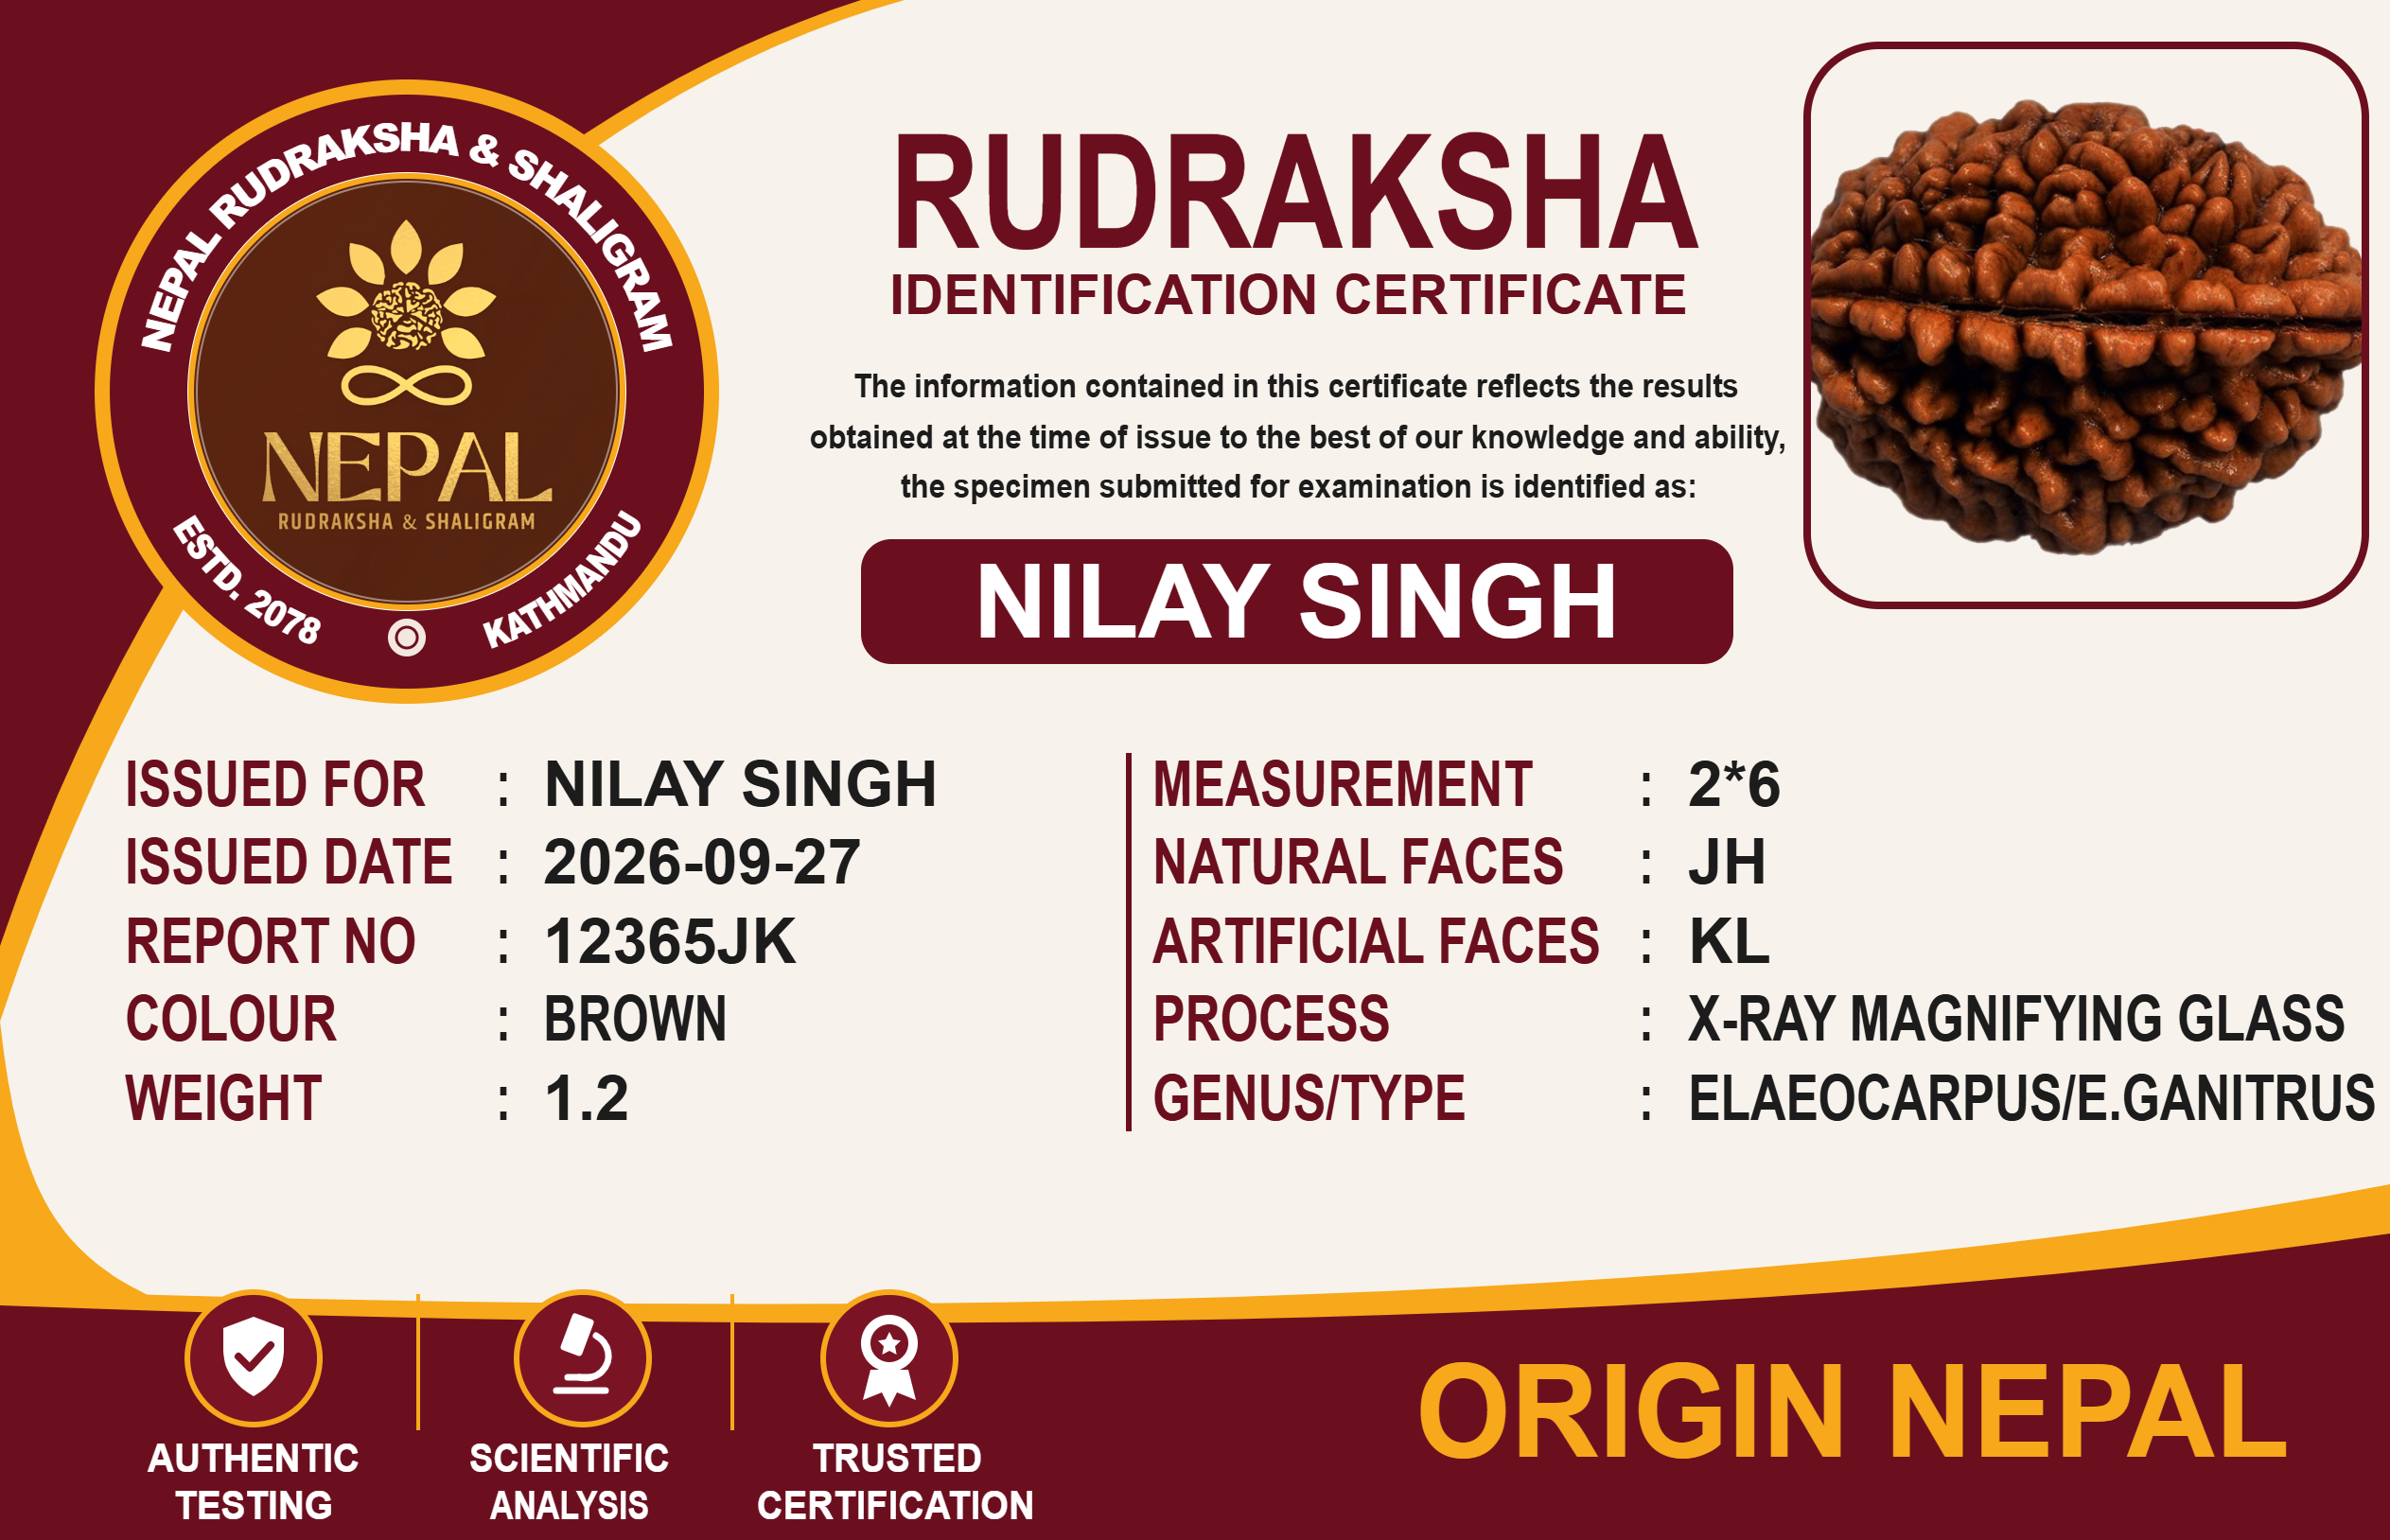 NEPAL RUDRAKSHA & SHALIGRAM
NEPAL
RUDRAKSHA & SHALIGRAM
ESTD. 2078
KATHMANDU
RUDRAKSHA
IDENTIFICATION CERTIFICATE
The information contained in this certificate reflects the results
obtained at the time of issue to the best of our knowledge and ability,
the specimen submitted for examination is identified as:
NILAY SINGH
ISSUED FOR : NILAY SINGH
ISSUED DATE : 2026-09-27
REPORT NO : 12365JK
COLOUR : BROWN
WEIGHT : 1.2
MEASUREMENT : 2*6
NATURAL FACES : JH
ARTIFICIAL FACES : KL
PROCESS : X-RAY MAGNIFYING GLASS
GENUS/TYPE : ELAEOCARPUS/E.GANITRUS
AUTHENTIC
TESTING
SCIENTIFIC
ANALYSIS
TRUSTED
CERTIFICATION
ORIGIN NEPAL